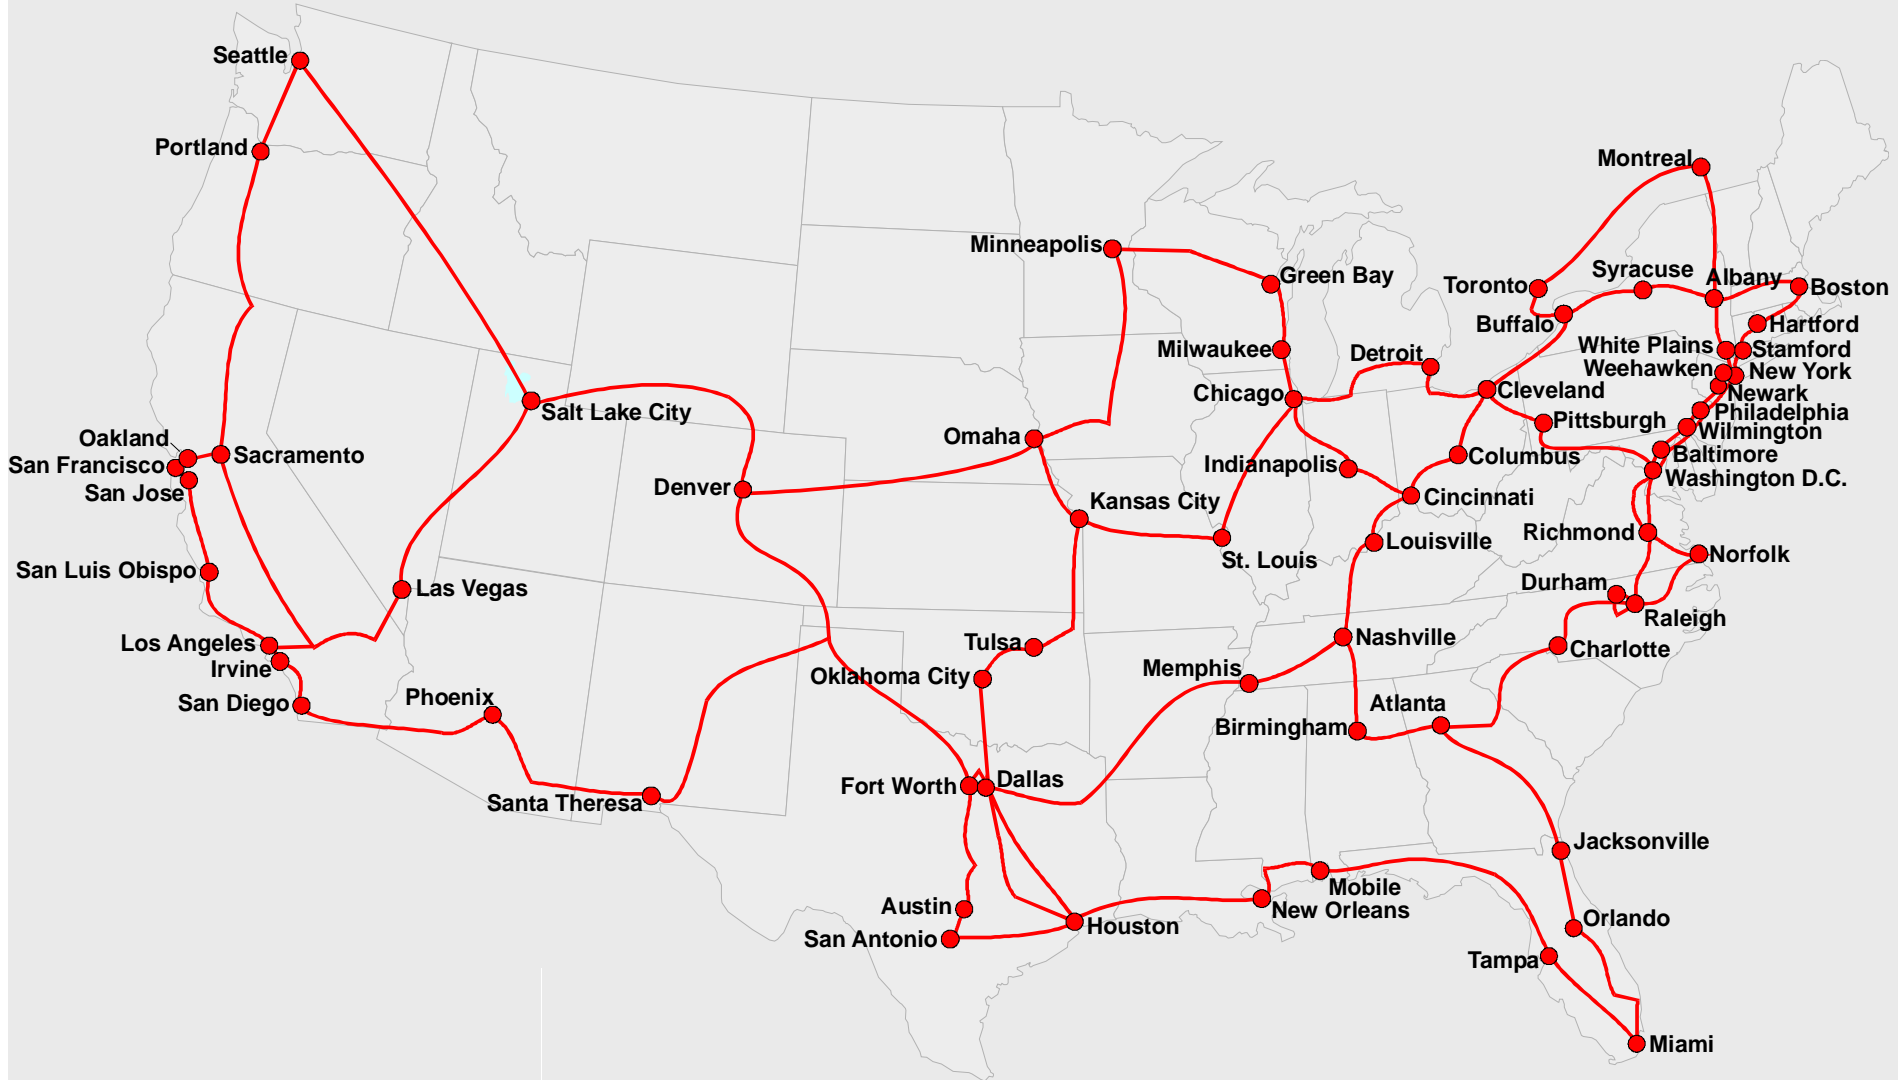 Seattle
Portland
Montreal
Minneapolis
Green Bay
Syracuse
Albany
Toronto
Boston
Buffalo
Hartford
Milwaukee
Detroit
White Plains
Stamford
Weehawken
New York
Chicago
Cleveland
Newark
Salt Lake City
Pittsburgh
Philadelphia
Wilmington
Oakland
Omaha
Sacramento
San Francisco
Indianapolis
Columbus
Baltimore
Washington D.C.
San Jose
Denver
Kansas City
Cincinnati
Richmond
Louisville
St. Louis
Norfolk
San Luis Obispo
Las Vegas
Durham
Raleigh
Los Angeles
Tulsa
Nashville
Charlotte
Irvine
Memphis
Oklahoma City
San Diego
Phoenix
Atlanta
Birmingham
Santa Theresa
Fort Worth
Dallas
Jacksonville
Mobile
Austin
New Orleans
San Antonio
Houston
Orlando
Tampa
Miami